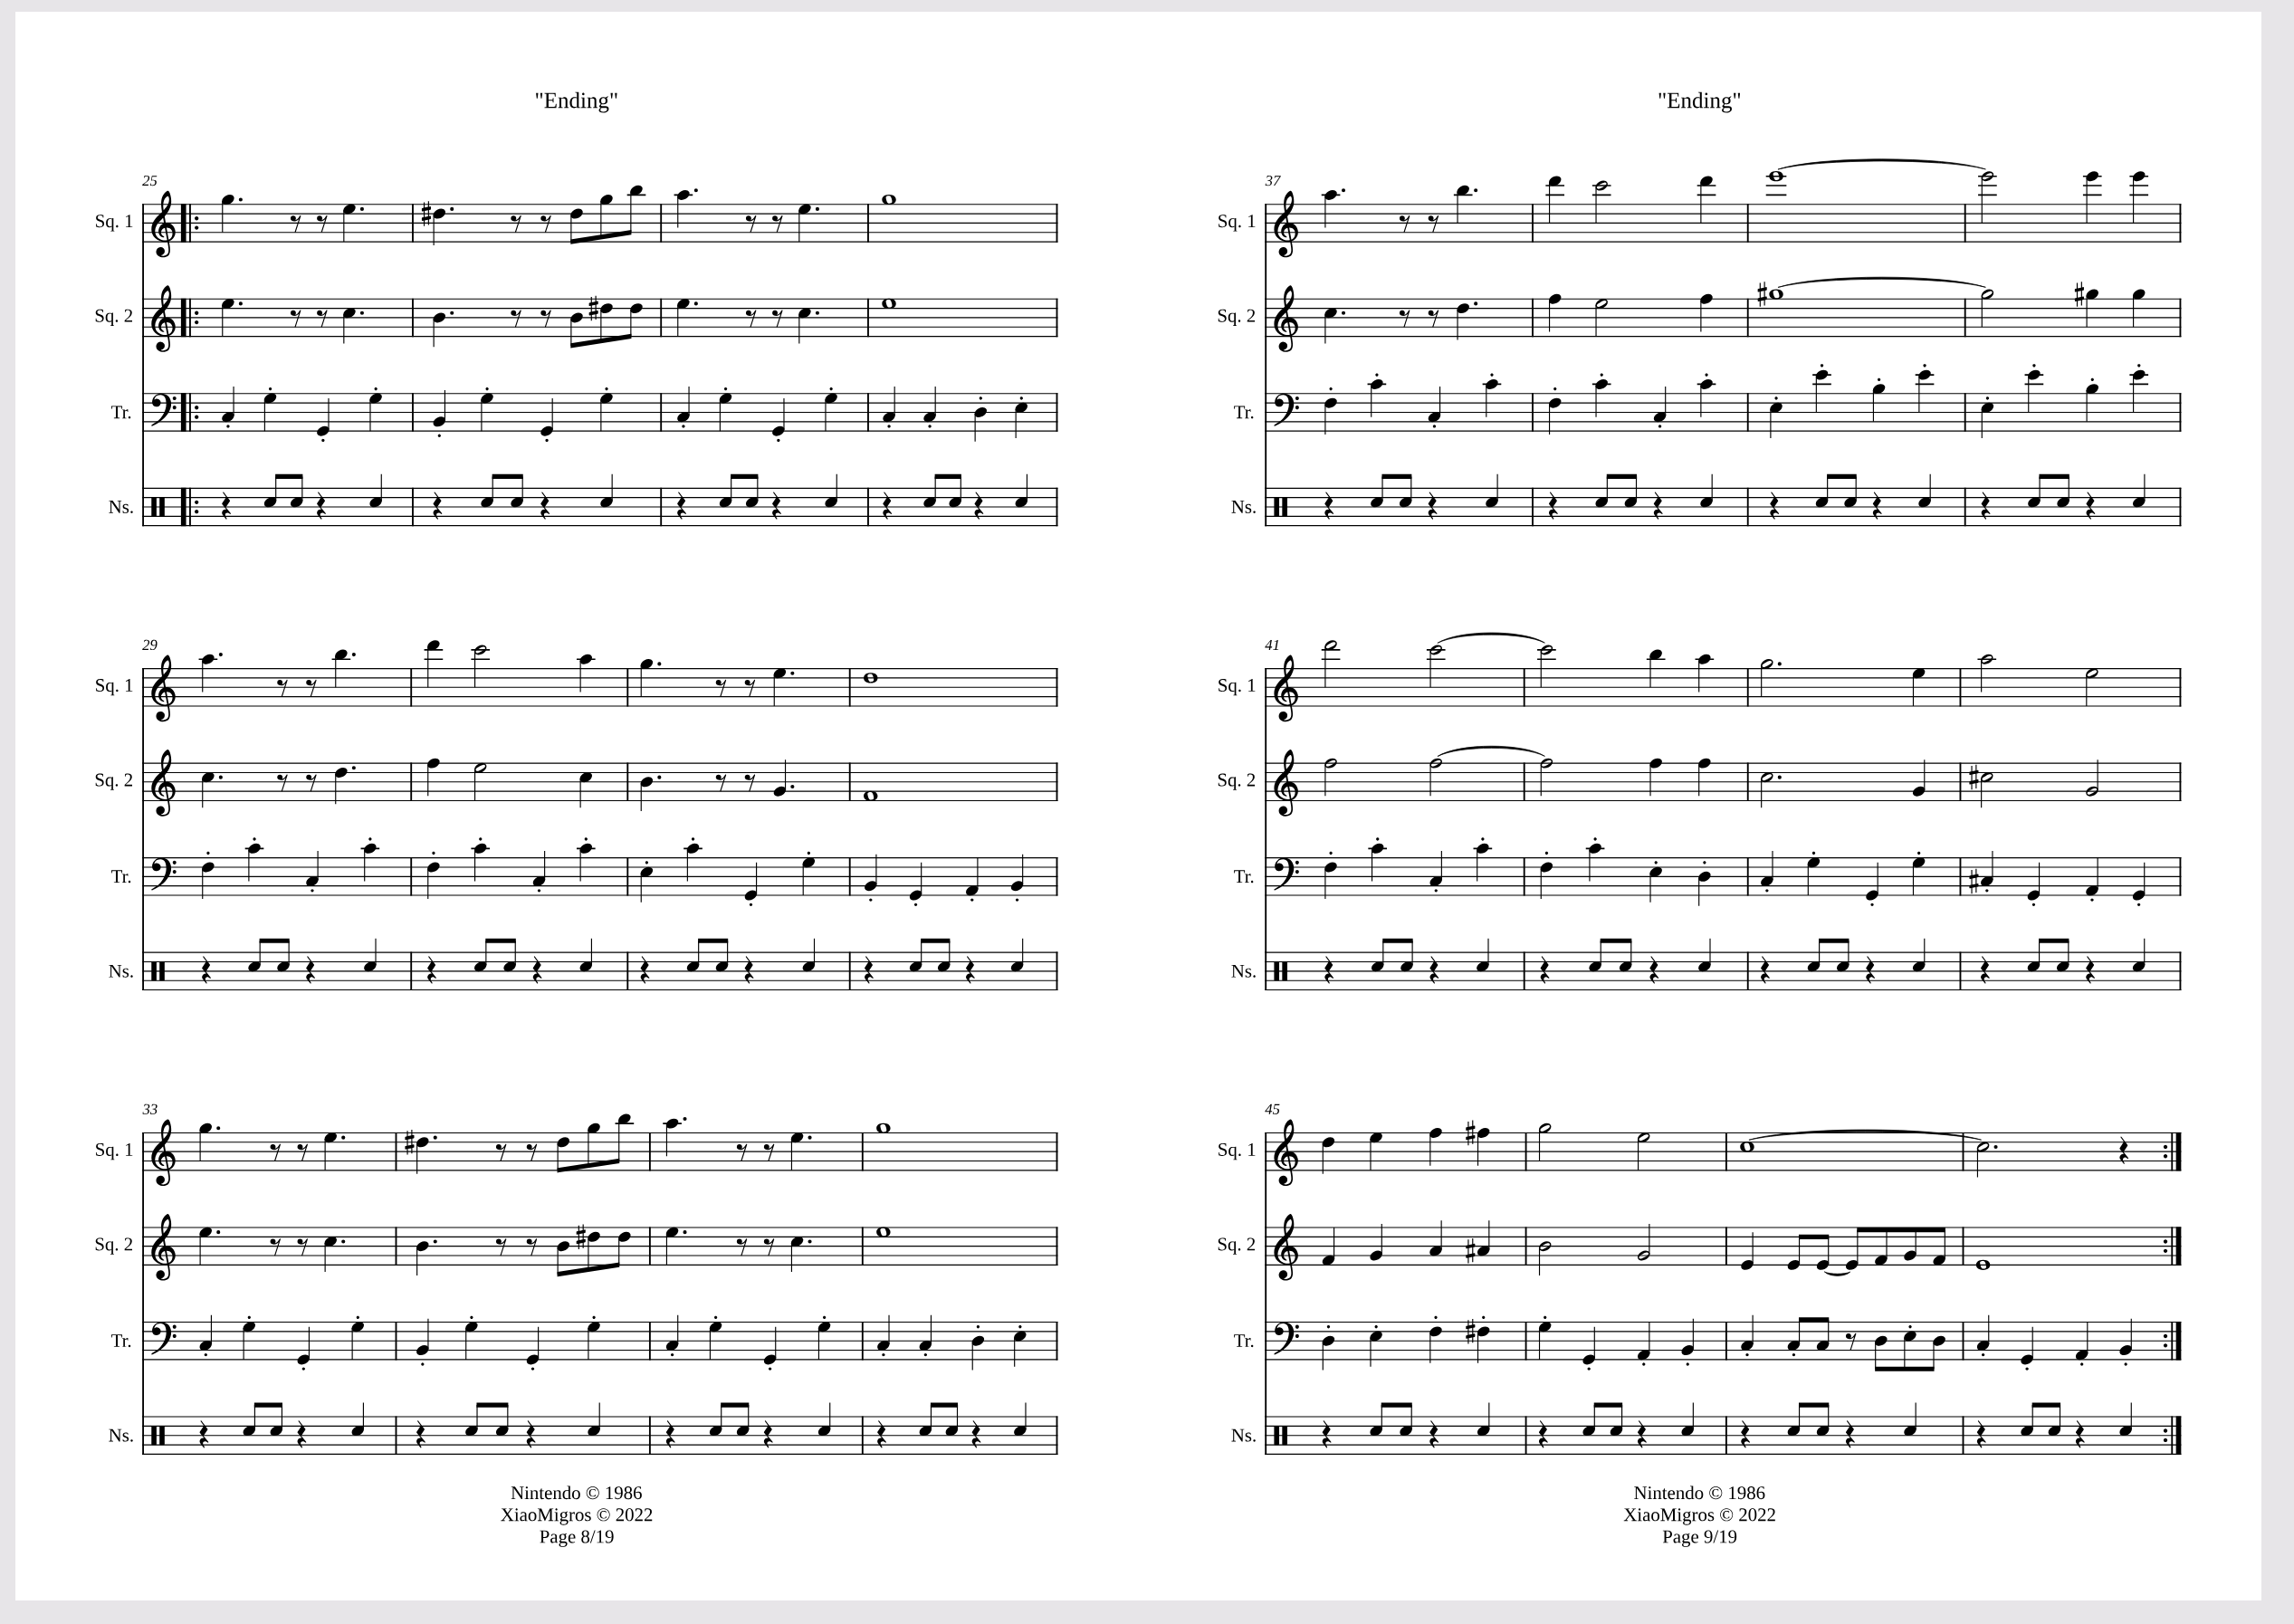 "Ending"
25
Sq. 1
Sq. 2
Tr.
Ns.
29
Sq. 1
Sq. 2
Tr.
Ns.
33
Sq. 1
Sq. 2
Tr.
Ns.
Nintendo © 1986
XiaoMigros © 2022
Page 8/19
"Ending"
37
Sq. 1
Sq. 2
Tr.
Ns.
41
Sq. 1
Sq. 2
Tr.
Ns.
45
Sq. 1
Sq. 2
Tr.
Ns.
Nintendo © 1986
XiaoMigros © 2022
Page 9/19